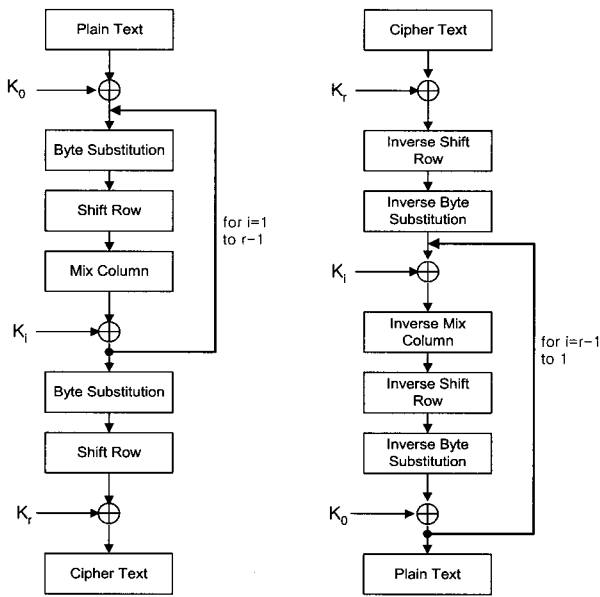 Plain Text
K0
Byte Substitution
Shift Row
Mix Column
for i=1
to r-1
Ki
Byte Substitution
Shift Row
Kr
Cipher Text
Cipher Text
Kr
Inverse Shift
Row
Inverse Byte
Substitution
Ki
Inverse Mix
Column
for i=r-1
to 1
Inverse Shift
Row
Inverse Byte
Substitution
K0
Plain Text